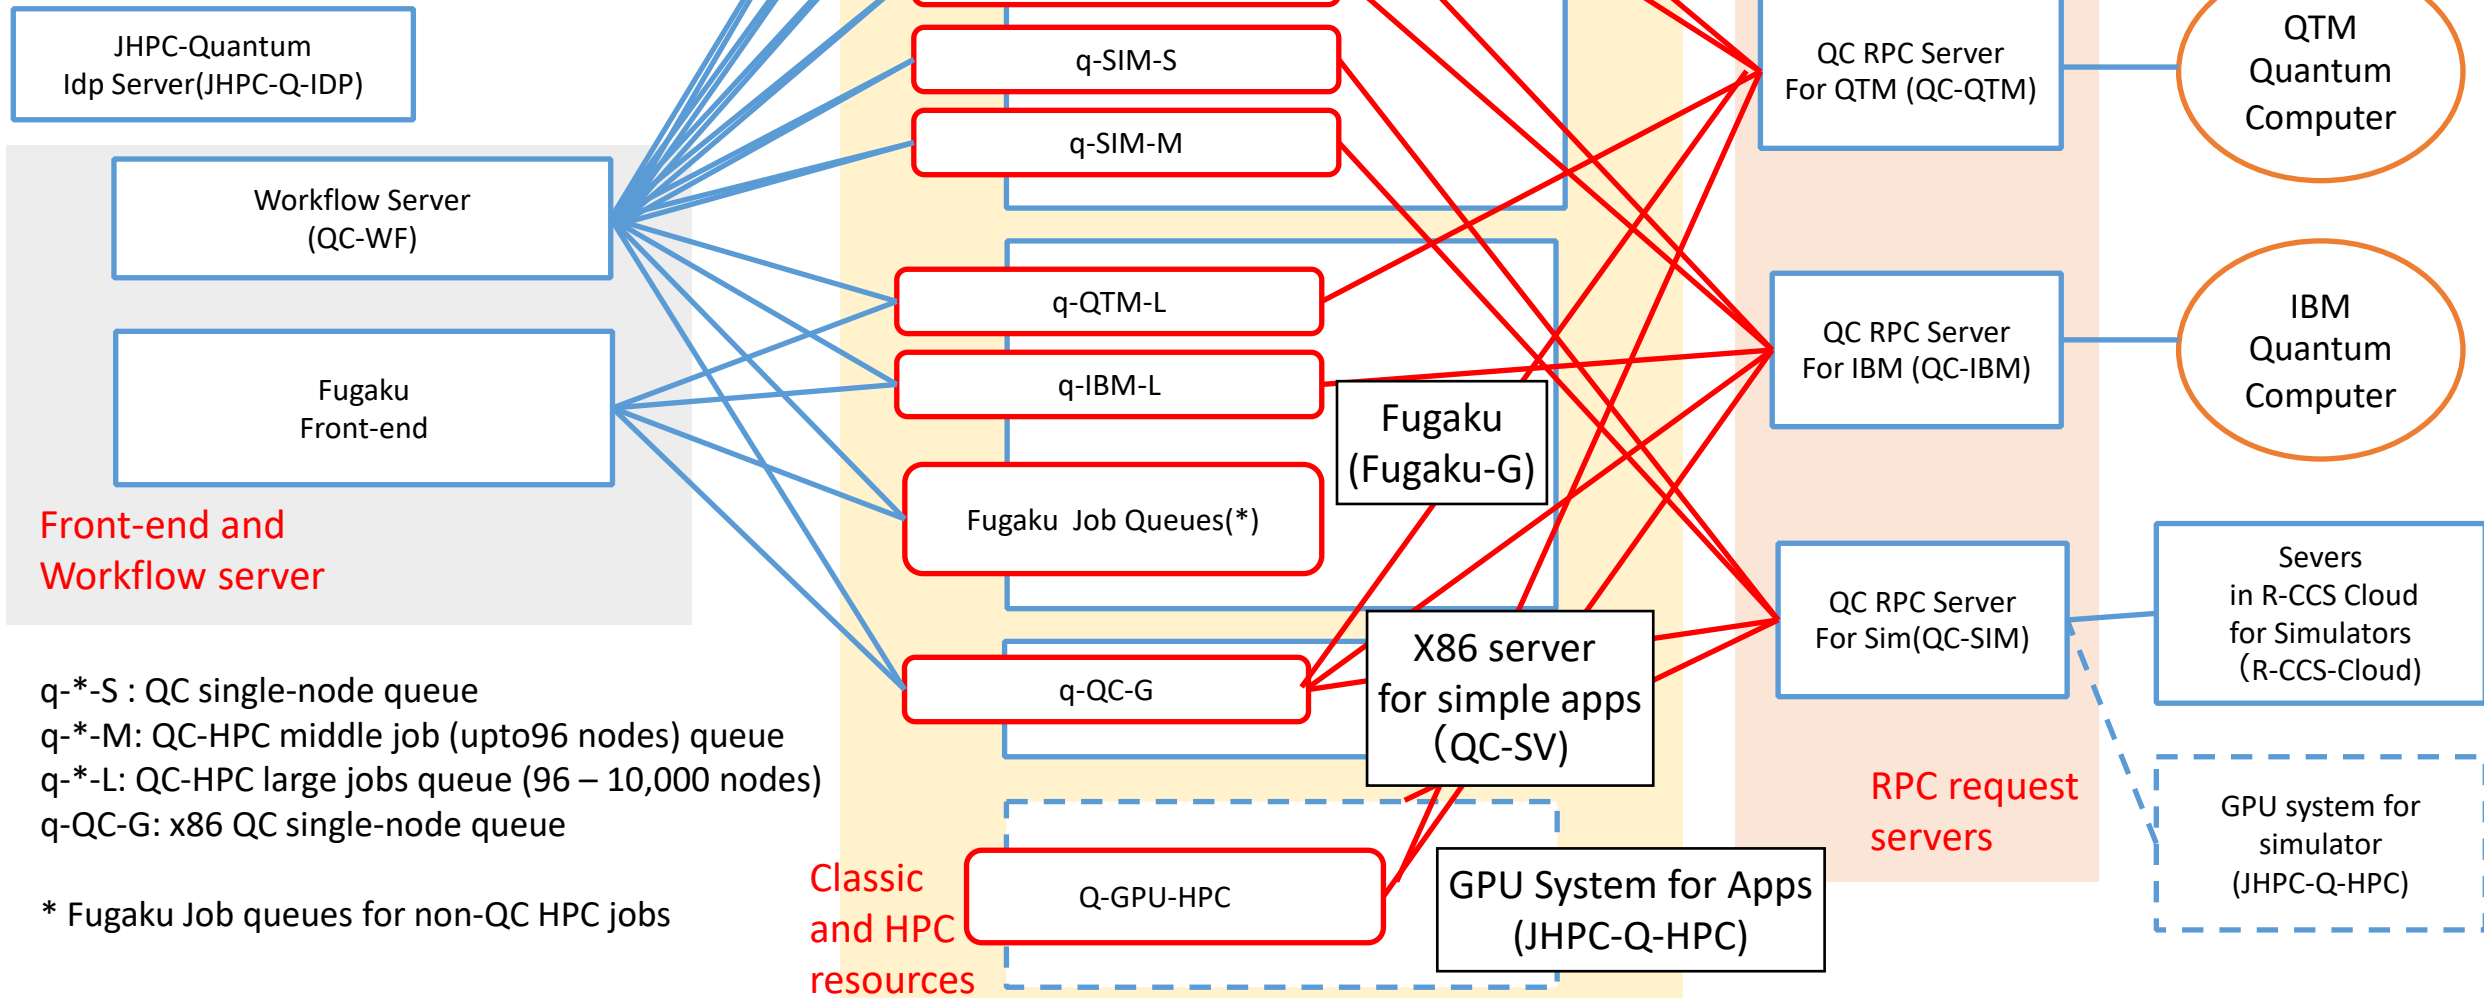 JHPC-Quantum
Idp Server(JHPC-Q-IDP)
Workflow Server
(QC-WF)
Fugaku
Front-end
Front-end and
Workflow server
q-*-S : QC single-node queue
q-*-M: QC-HPC middle job (upto96 nodes) queue
q-*-L: QC-HPC large jobs queue (96 – 10,000 nodes)
q-QC-G: x86 QC single-node queue
* Fugaku Job queues for non-QC HPC jobs
q-SIM-S
q-SIM-M
q-QTM-L
q-IBM-L
Fugaku  Job Queues(*)
Fugaku
(Fugaku-G)
q-QC-G
X86 server
for simple apps
（QC-SV)
Q-GPU-HPC
GPU System for Apps
(JHPC-Q-HPC)
Classic
and HPC
resources
QC RPC Server
For QTM (QC-QTM)
QC RPC Server
For IBM (QC-IBM)
QC RPC Server
For Sim(QC-SIM)
RPC request
servers
QTM
Quantum
Computer
IBM
Quantum
Computer
Severs
in R-CCS Cloud
for Simulators
（R-CCS-Cloud)
GPU system for
simulator
(JHPC-Q-HPC)